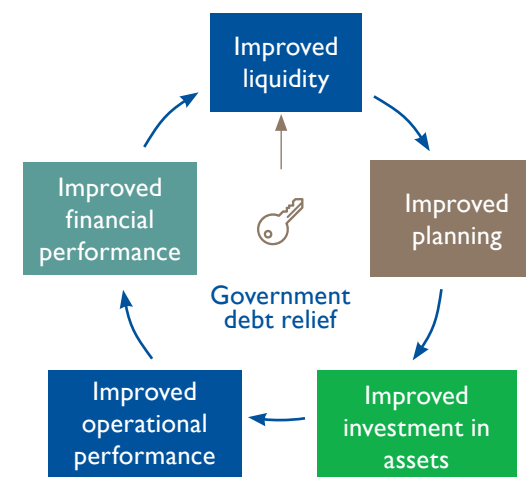 Improved
liquidity
Improved
planning
Improved
investment in
assets
Improved
operational
performance
Improved
financial
performance
Government
debt relief